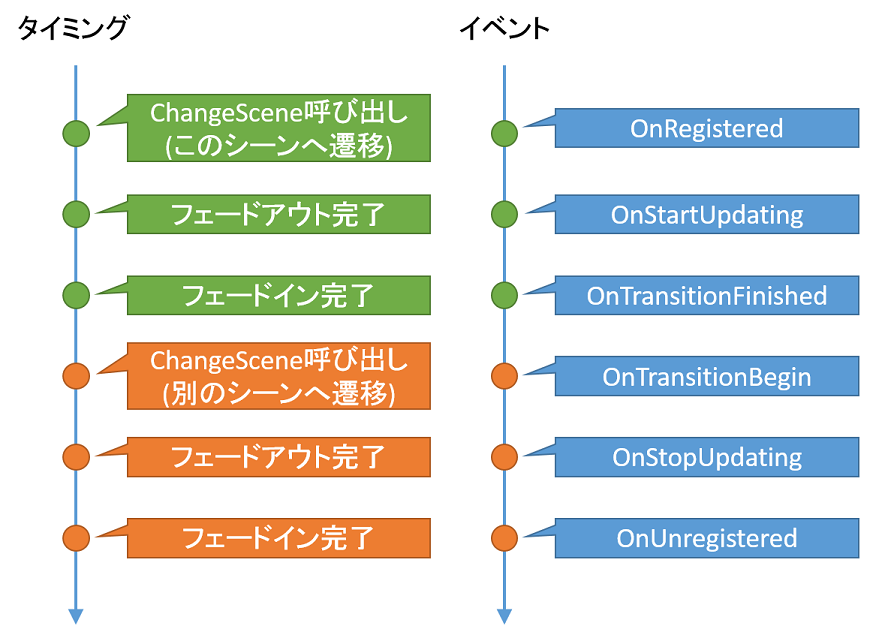 タイミング
ChangeScene呼び出し
(このシーンへ遷移)
フェードアウト完了
フェードイン完了
ChangeScene呼び出し
(別のシーンへ遷移)
フェードアウト完了
フェードイン完了
イベント
OnRegistered
OnStartUpdating
OnTransitionFinished
OnTransitionBegin
OnStopUpdating
OnUnregistered